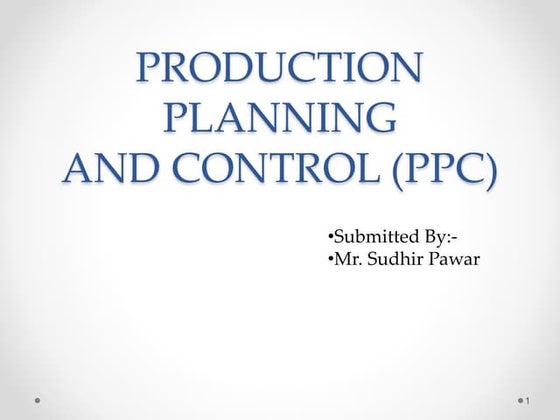 PRODUCTION
PLANNING
AND CONTROL (PPC)
•Submitted By:-
•Mr. Sudhir Pawar
1